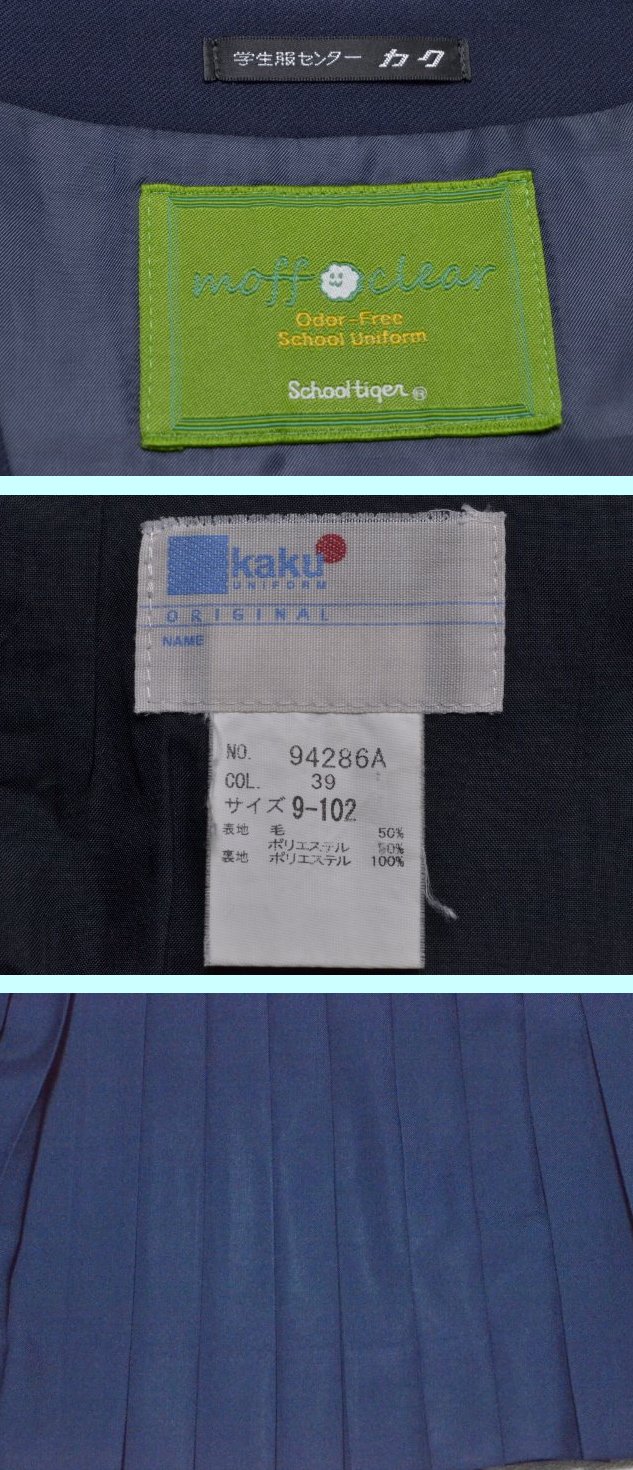 学生服センター カク
moff clear
Odor-Free
School Uniform
Schooltiger ®
kaku
UNIFORM
ORIGINAL
NAME
NO. 94286A
COL. 39
サイズ 9-102
表地 毛 50%
ポリエステル 50%
裏地 ポリエステル 100%